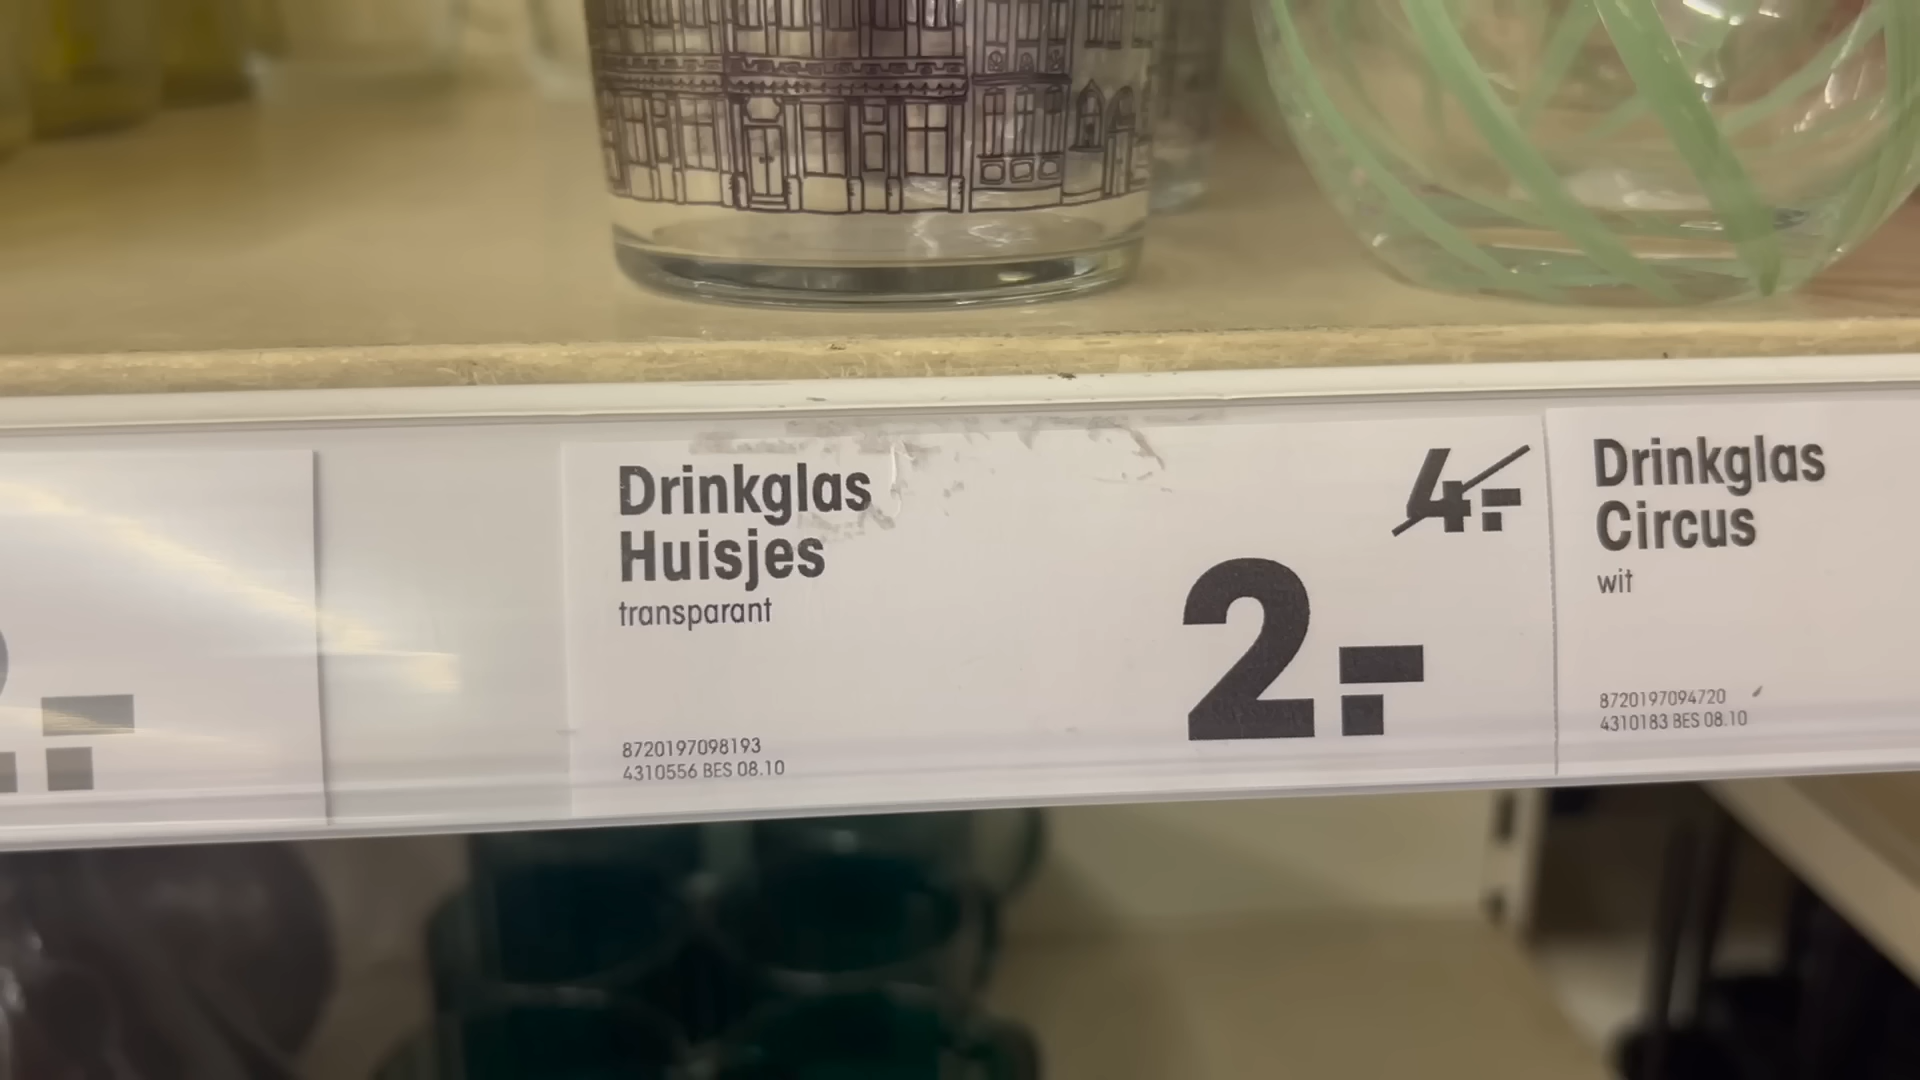 Drinkglas
Huisjes
transparant
4.-
2.-
8720197098193
4310556 BES 08.10
Drinkglas
Circus
wit
8720197094720
4310183 BES 08.10